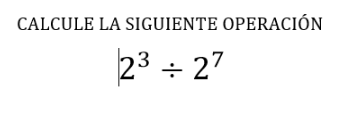 CALCULE LA SIGUIENTE OPERACIÓN
2³ ÷ 2⁷